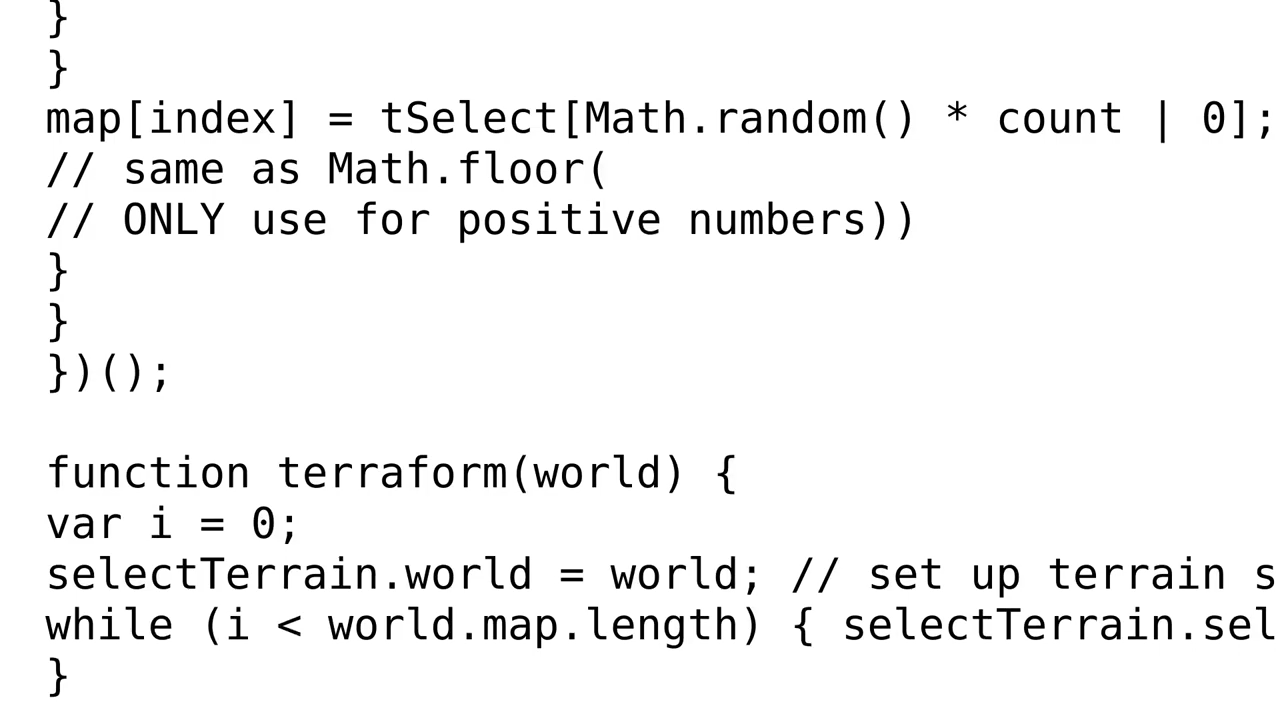 }
}
map[index] = tSelect[Math.random() * count | 0];
// same as Math.floor(
// ONLY use for positive numbers))
}
}
})();
function terraform(world) {
var i = 0;
selectTerrain.world = world; // set up terrain s
while (i < world.map.length) { selectTerrain.sel
}